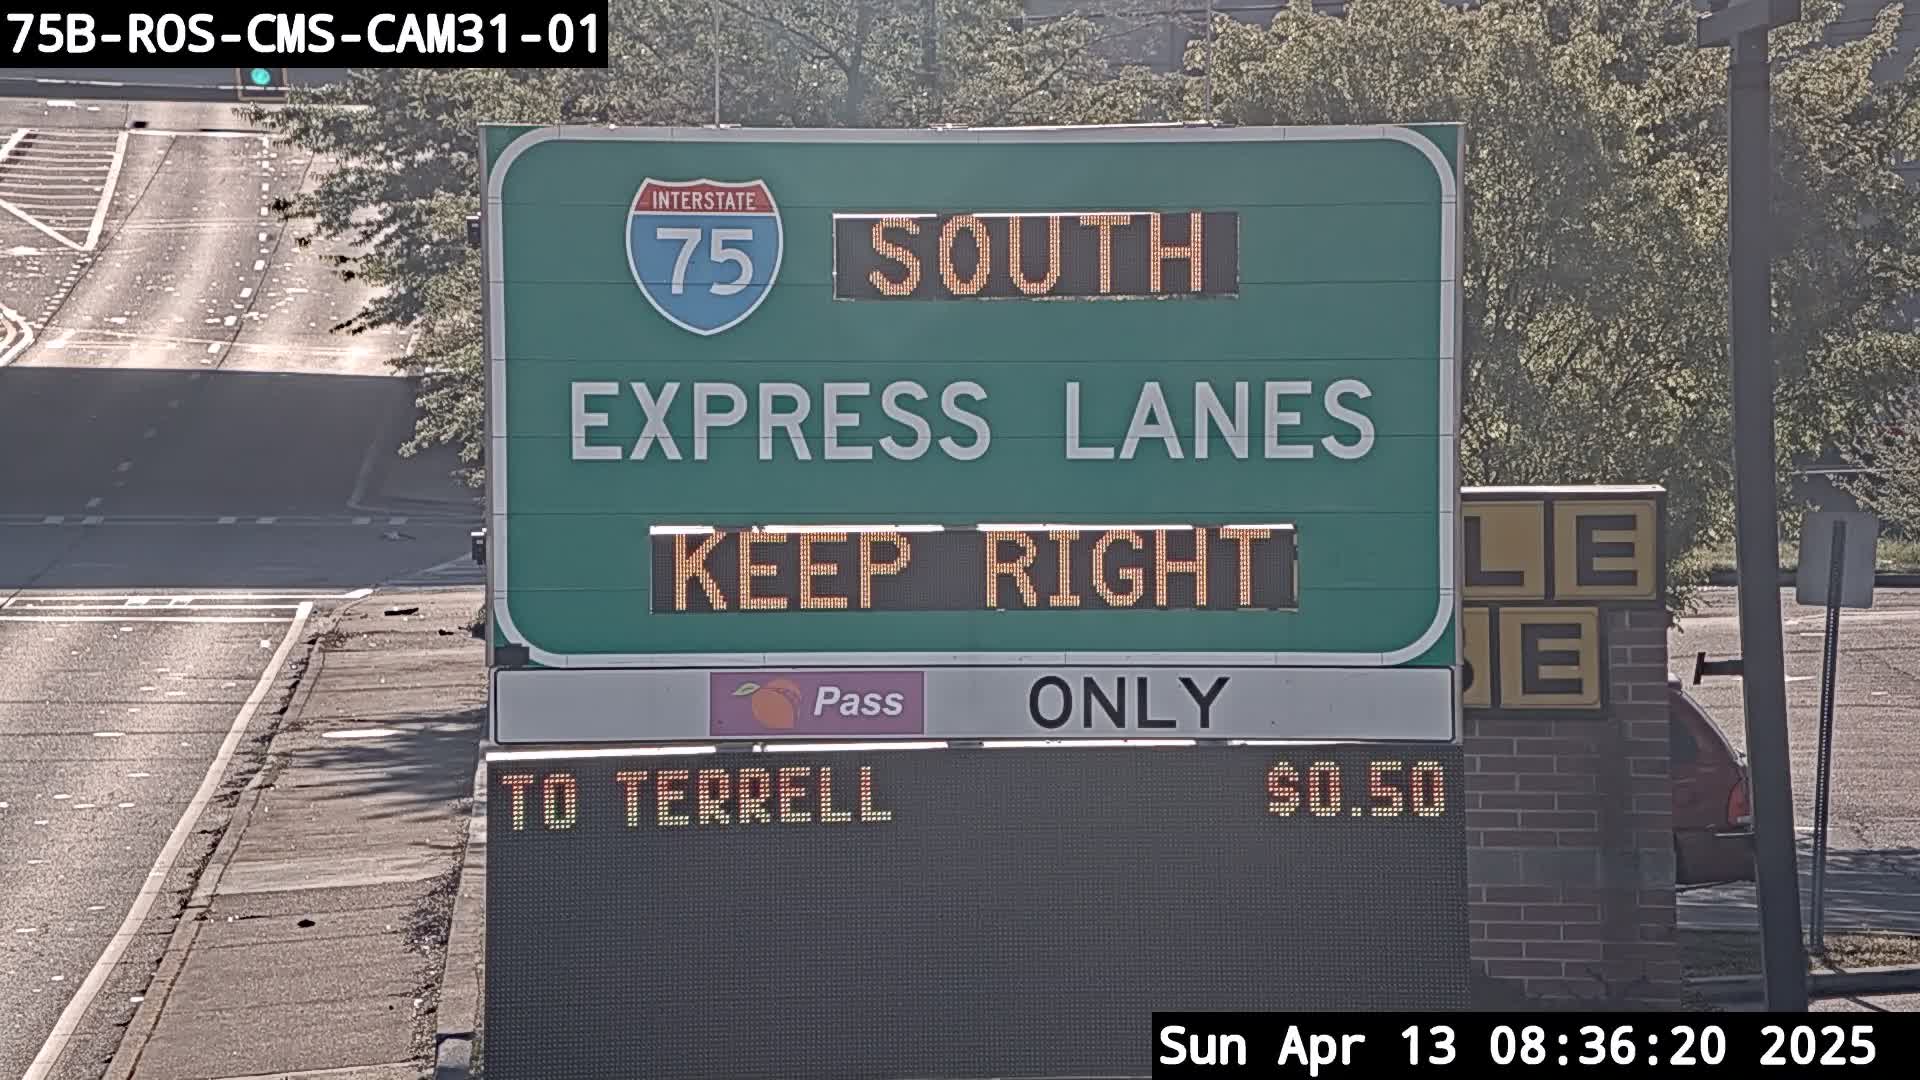 75B-ROS-CMS-CAM31-01
INTERSTATE
75
SOUTH
EXPRESS LANES
KEEP RIGHT
Pass ONLY
TO TERRELL $0.50
LE
E
Sun Apr 13 08:36:20 2025